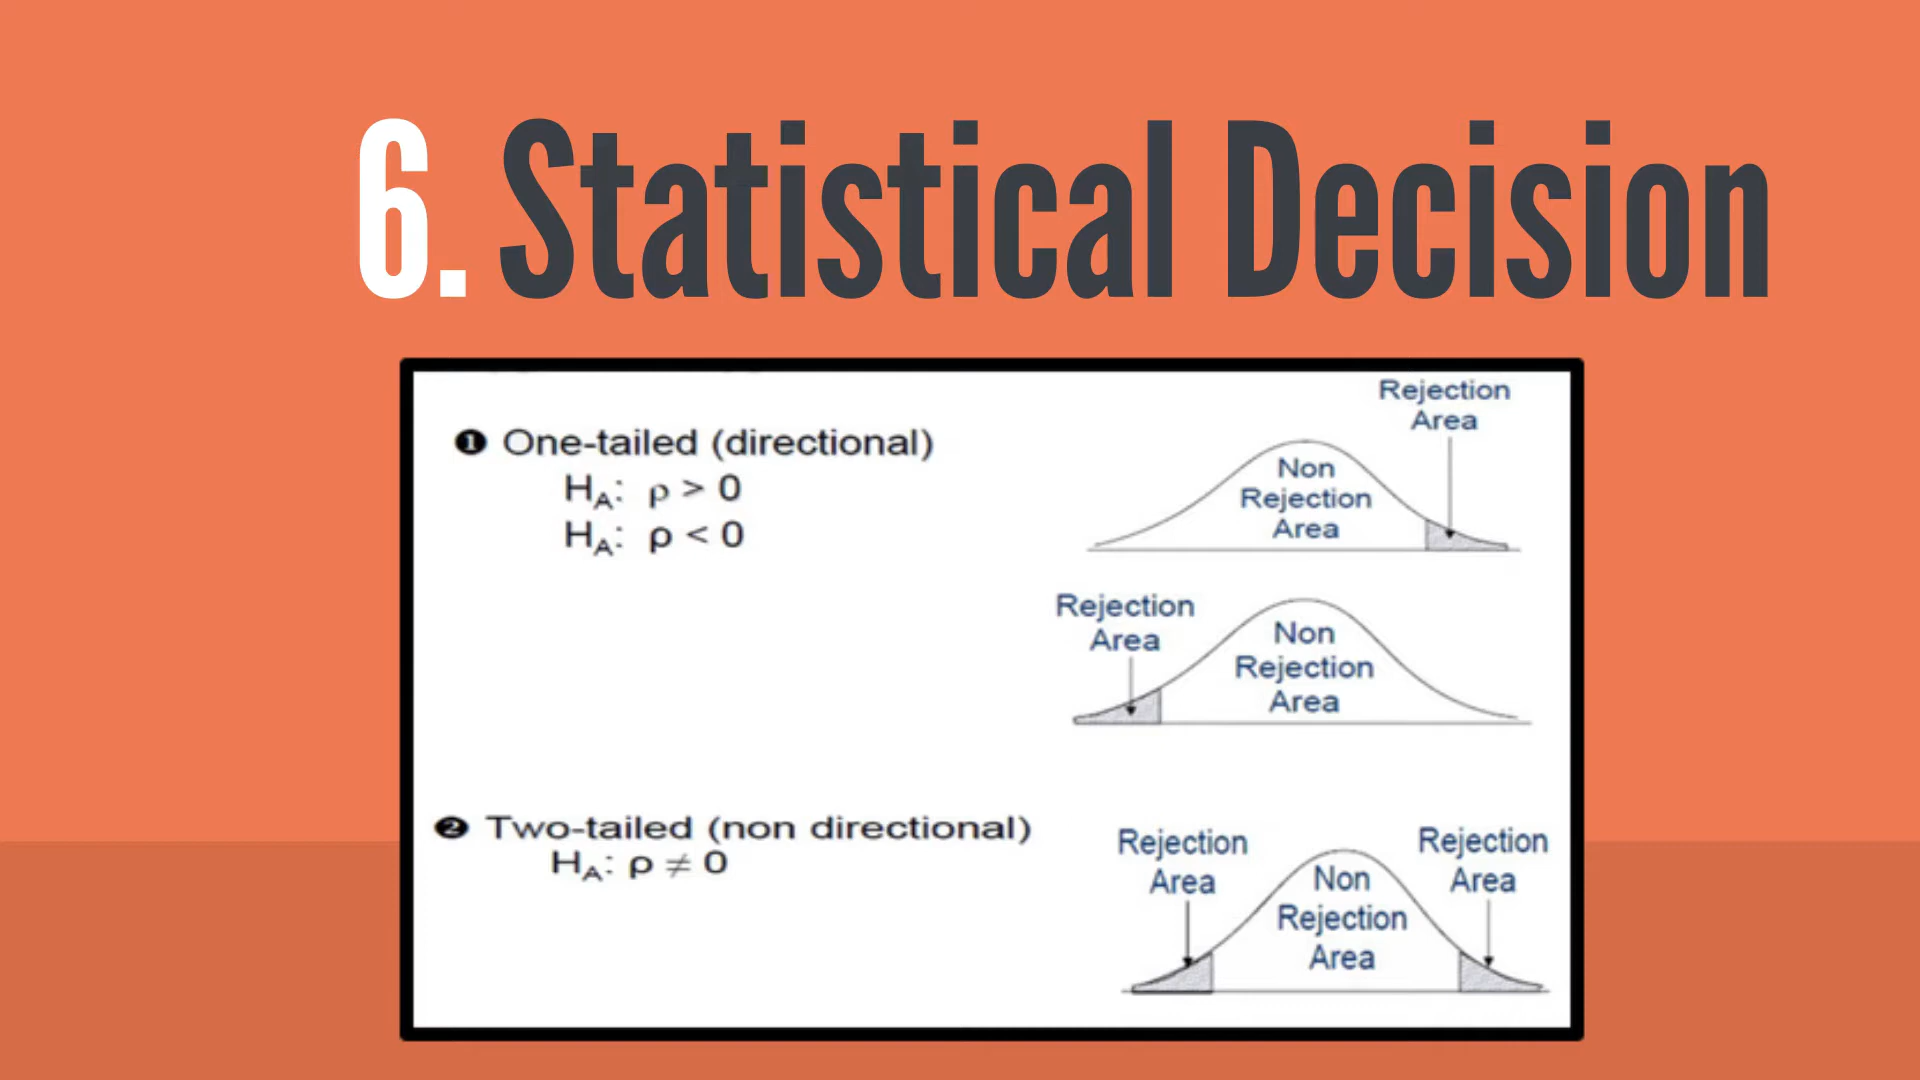 6. Statistical Decision
❶ One-tailed (directional)
H_A: ρ > 0
H_A: ρ < 0
Rejection
Area
Non
Rejection
Area
Rejection
Area
Non
Rejection
Area
❷ Two-tailed (non directional)
H_A: ρ ≠ 0
Rejection
Area
Non
Rejection
Area
Rejection
Area